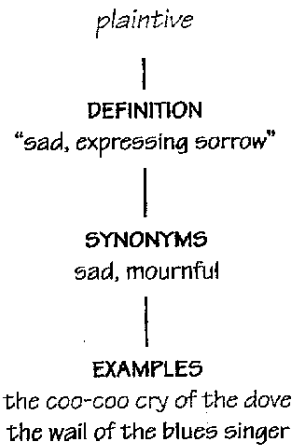 plaintive
DEFINITION
"sad, expressing sorrow"
SYNONYMS
sad, mournful
EXAMPLES
the coo-coo cry of the dove
the wail of the blues singer